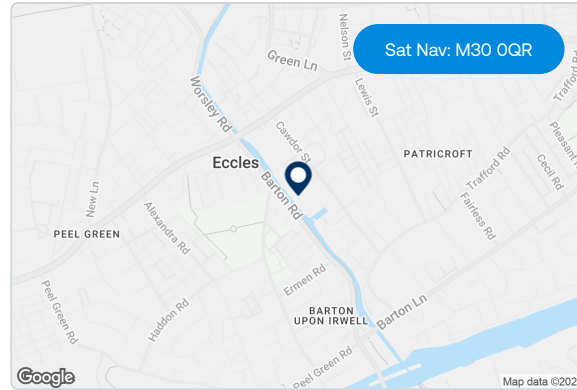 Nelson St
Sat Nav: M30 0QR
Green Ln
Trafford Rd
Worsley Rd
Lewis St
Cawdor St
Pleasant
PATRICROFT
Eccles
Trafford Rd
Cecil Rd
New Ln
Barton Rd
Fairless Rd
Alexandra Rd
PEEL GREEN
Ermen Rd
Haddon Rd
BARTON
UPON IRWELL
Barton Ln
Peel Green Rd
Peel Green Rd
Google
Map data ©202